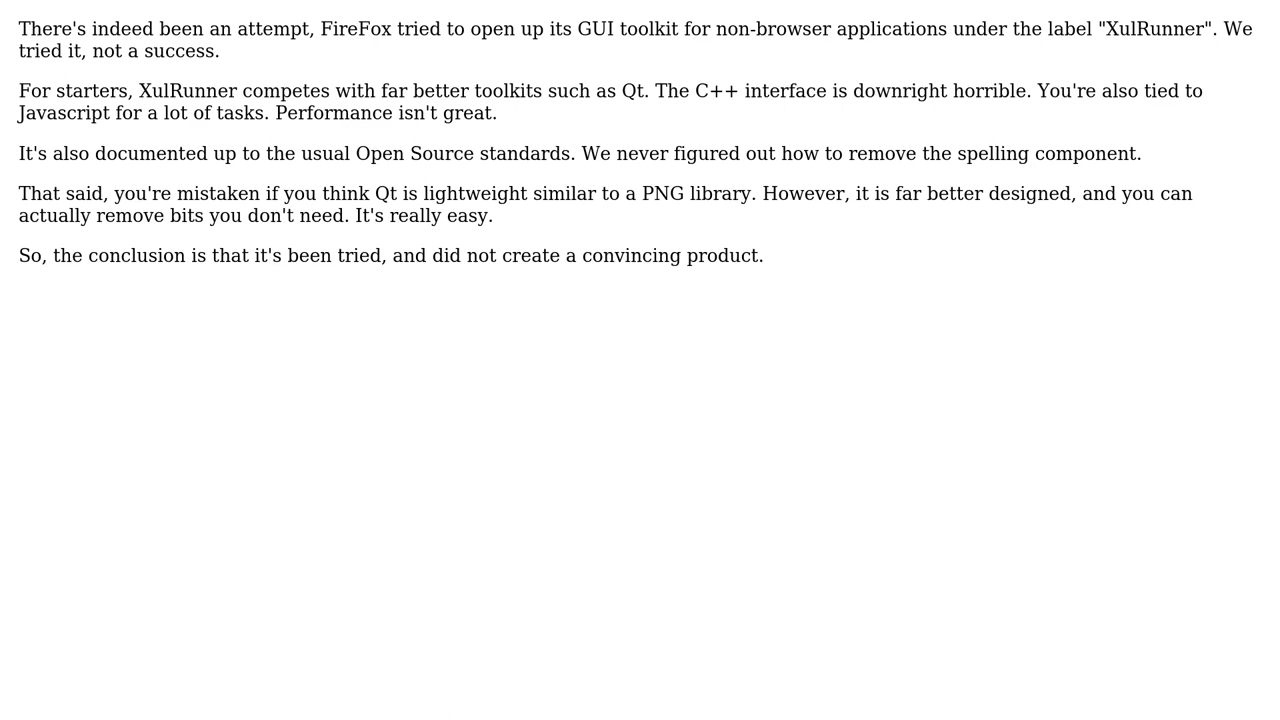 There's indeed been an attempt, FireFox tried to open up its GUI toolkit for non-browser applications under the label "XulRunner". We
tried it, not a success.
For starters, XulRunner competes with far better toolkits such as Qt. The C++ interface is downright horrible. You're also tied to
Javascript for a lot of tasks. Performance isn't great.
It's also documented up to the usual Open Source standards. We never figured out how to remove the spelling component.
That said, you're mistaken if you think Qt is lightweight similar to a PNG library. However, it is far better designed, and you can
actually remove bits you don't need. It's really easy.
So, the conclusion is that it's been tried, and did not create a convincing product.